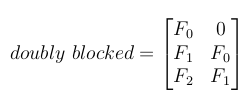 F₀ 0
doubly blocked = F₁ F₀
F₂ F₁